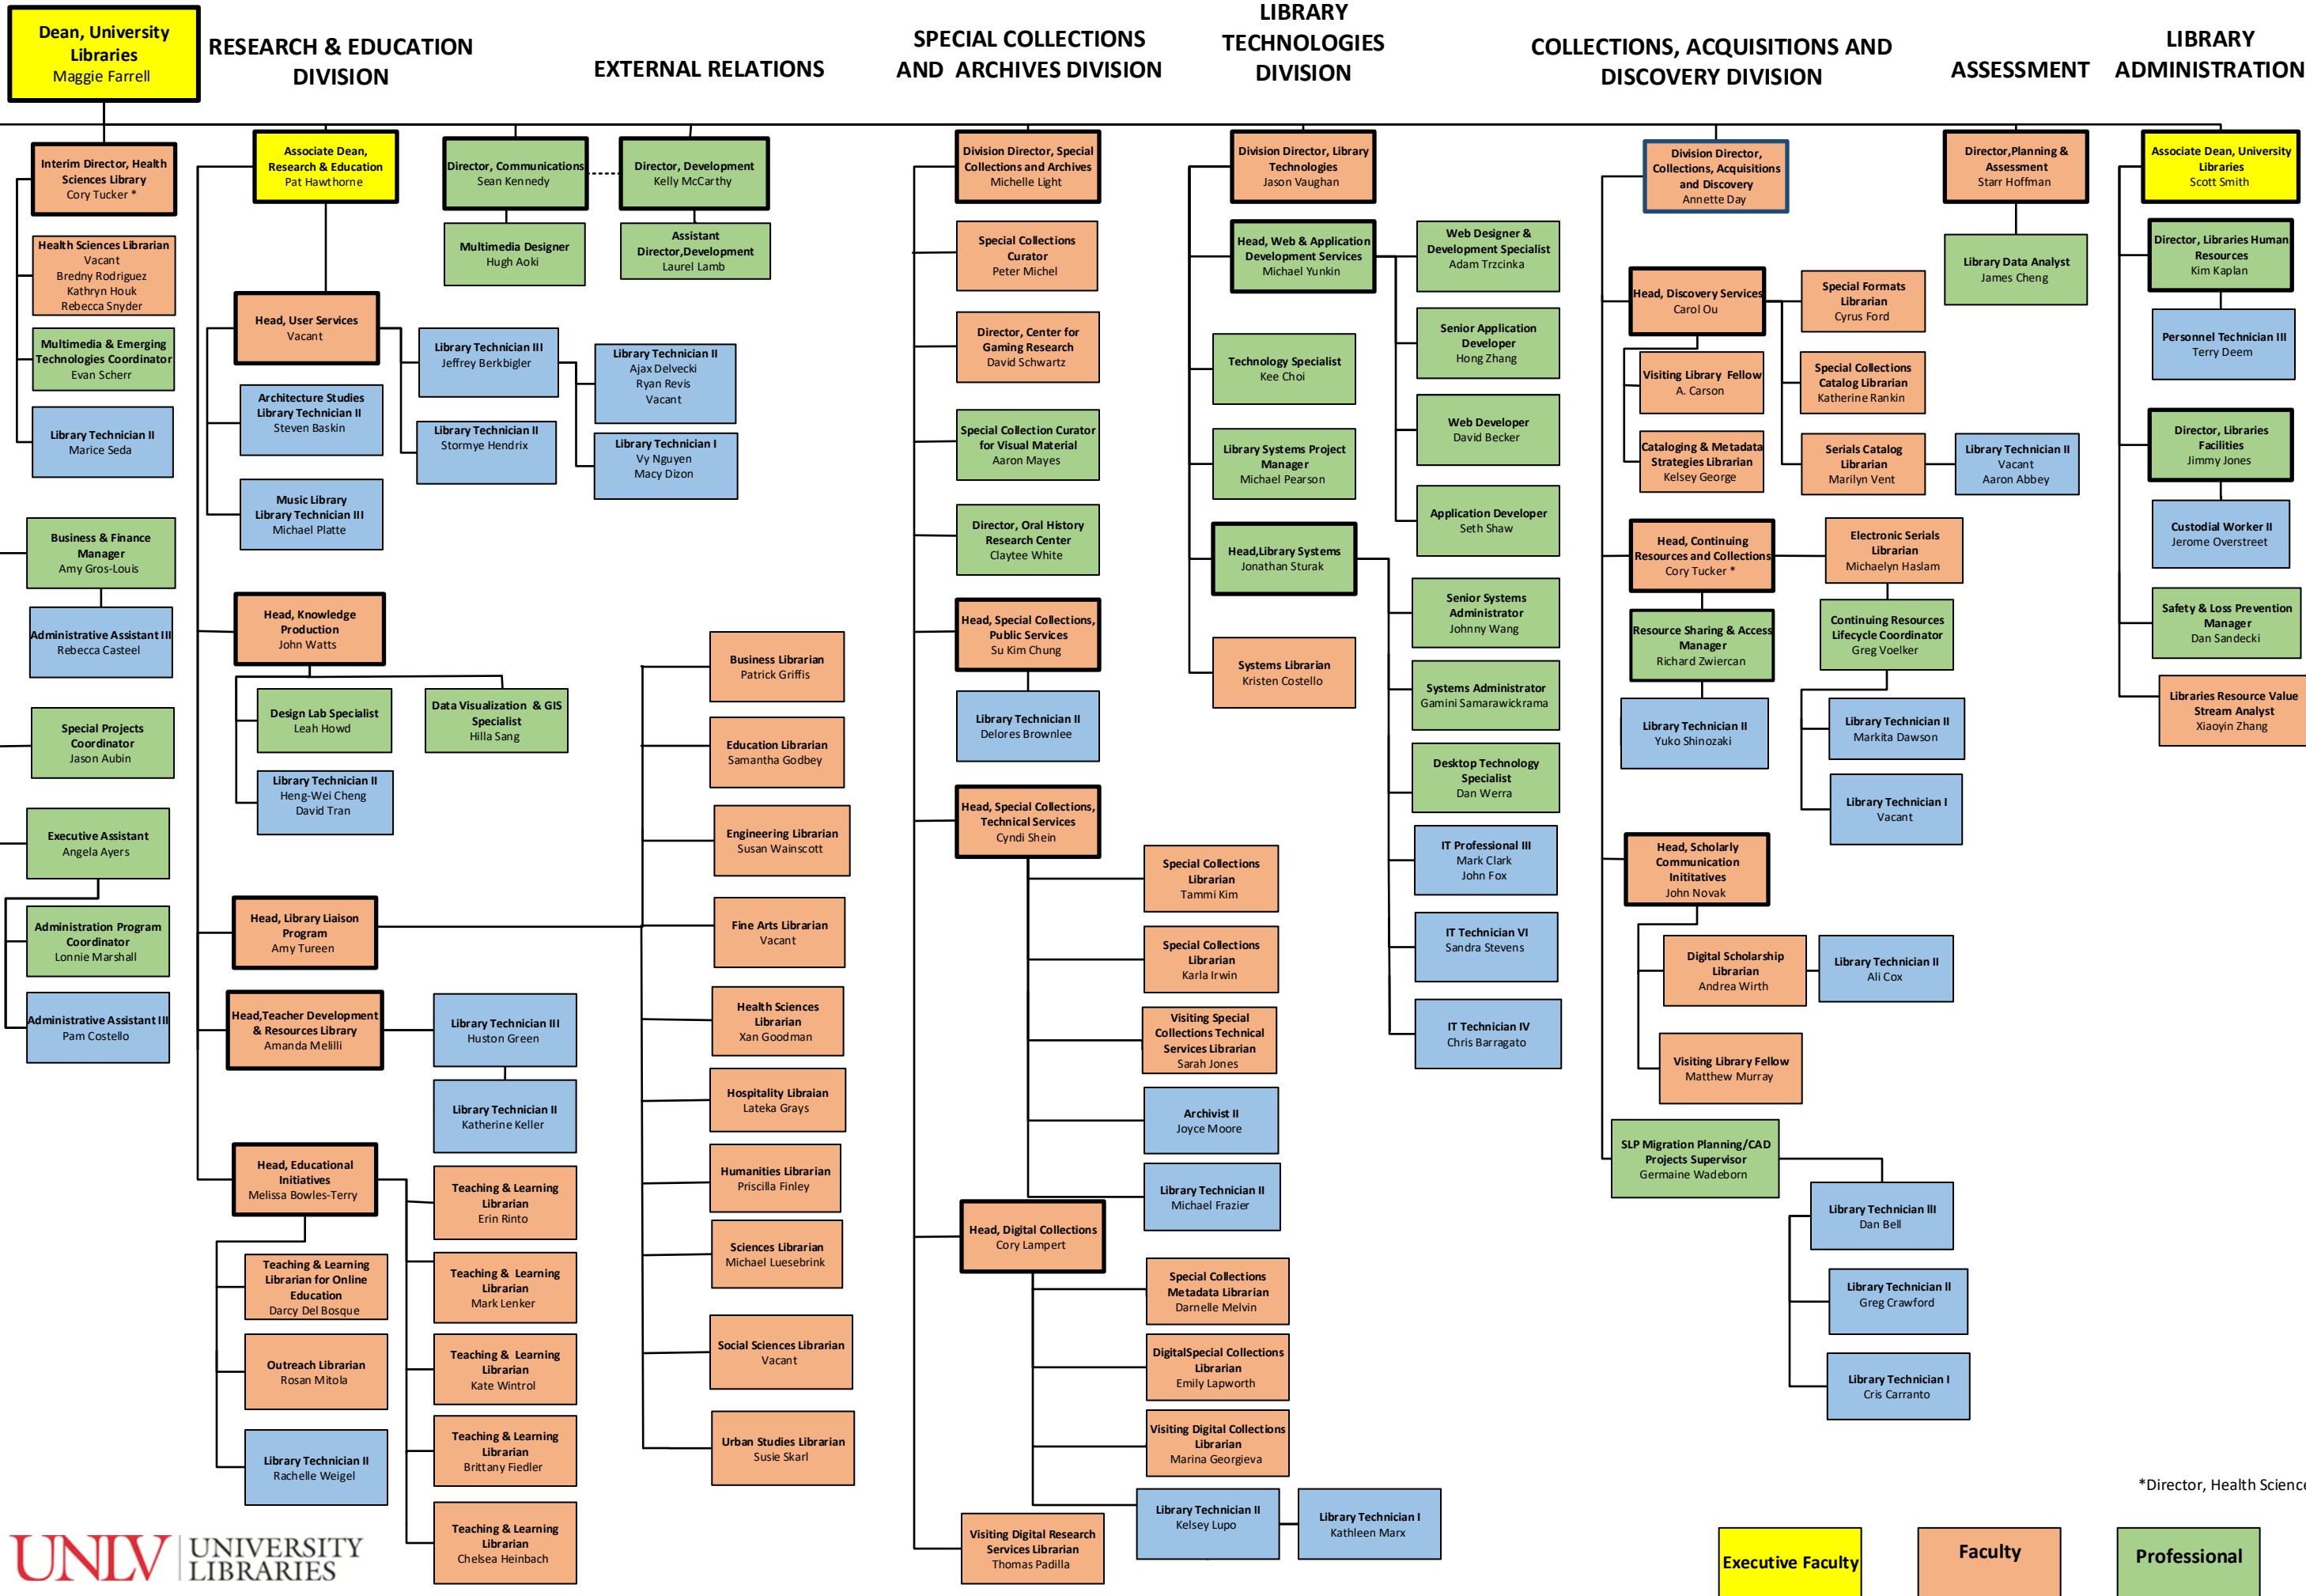 Dean, University
Libraries
Maggie Farrell
RESEARCH & EDUCATION
DIVISION
EXTERNAL RELATIONS
SPECIAL COLLECTIONS
AND ARCHIVES DIVISION
LIBRARY
TECHNOLOGIES
DIVISION
COLLECTIONS, ACQUISITIONS AND
DISCOVERY DIVISION
ASSESSMENT
LIBRARY
ADMINISTRATION
Interim Director, Health
Sciences Library
Cory Tucker *
Health Sciences Librarian
Vacant
Bredny Rodriguez
Kathryn Houk
Rebecca Snyder
Multimedia & Emerging
Technologies Coordinator
Evan Scherr
Library Technician II
Marice Seda
Business & Finance
Manager
Amy Gros-Louis
Administrative Assistant III
Rebecca Casteel
Special Projects
Coordinator
Jason Aubin
Executive Assistant
Angela Ayers
Administration Program
Coordinator
Lonnie Marshall
Administrative Assistant III
Pam Costello
Associate Dean,
Research & Education
Pat Hawthorne
Head, User Services
Vacant
Architecture Studies
Library Technician II
Steven Baskin
Music Library
Library Technician III
Michael Platte
Library Technician III
Jeffrey Berkbigler
Library Technician II
Stormye Hendrix
Library Technician II
Ajax Delvecki
Ryan Revis
Vacant
Library Technician I
Vy Nguyen
Macy Dizon
Head, Knowledge
Production
John Watts
Design Lab Specialist
Leah Howd
Data Visualization & GIS
Specialist
Hilla Sang
Library Technician II
Heng-Wei Cheng
David Tran
Head, Library Liaison
Program
Amy Tureen
Business Librarian
Patrick Griffis
Education Librarian
Samantha Godbey
Engineering Librarian
Susan Wainscott
Fine Arts Librarian
Vacant
Health Sciences
Librarian
Xan Goodman
Hospitality Libraian
Lateka Grays
Humanities Librarian
Priscilla Finley
Sciences Librarian
Michael Luesebrink
Social Sciences Librarian
Vacant
Urban Studies Librarian
Susie Skarl
Head,Teacher Development
& Resources Library
Amanda Melilli
Library Technician III
Huston Green
Library Technician II
Katherine Keller
Head, Educational
Initiatives
Melissa Bowles-Terry
Teaching & Learning
Librarian for Online
Education
Darcy Del Bosque
Outreach Librarian
Rosan Mitola
Library Technician II
Rachelle Weigel
Teaching & Learning
Librarian
Erin Rinto
Teaching & Learning
Librarian
Mark Lenker
Teaching & Learning
Librarian
Kate Wintrol
Teaching & Learning
Librarian
Brittany Fiedler
Teaching & Learning
Librarian
Chelsea Heinbach
Director, Communications
Sean Kennedy
Multimedia Designer
Hugh Aoki
Director, Development
Kelly McCarthy
Assistant
Director,Development
Laurel Lamb
Division Director, Special
Collections and Archives
Michelle Light
Special Collections
Curator
Peter Michel
Director, Center for
Gaming Research
David Schwartz
Special Collection Curator
for Visual Material
Aaron Mayes
Director, Oral History
Research Center
Claytee White
Head, Special Collections,
Public Services
Su Kim Chung
Library Technician II
Delores Brownlee
Head, Special Collections,
Technical Services
Cyndi Shein
Special Collections
Librarian
Tammi Kim
Special Collections
Librarian
Karla Irwin
Visiting Special
Collections Technical
Services Librarian
Sarah Jones
Archivist II
Joyce Moore
Library Technician II
Michael Frazier
Head, Digital Collections
Cory Lampert
Special Collections
Metadata Librarian
Darnelle Melvin
DigitalSpecial Collections
Librarian
Emily Lapworth
Visiting Digital Collections
Librarian
Marina Georgieva
Library Technician II
Kelsey Lupo
Library Technician I
Kathleen Marx
Visiting Digital Research
Services Librarian
Thomas Padilla
Division Director, Library
Technologies
Jason Vaughan
Head, Web & Application
Development Services
Michael Yunkin
Web Designer &
Development Specialist
Adam Trzcinka
Senior Application
Developer
Hong Zhang
Web Developer
David Becker
Application Developer
Seth Shaw
Technology Specialist
Kee Choi
Library Systems Project
Manager
Michael Pearson
Head,Library Systems
Jonathan Sturak
Senior Systems
Administrator
Johnny Wang
Systems Administrator
Gamini Samarawickrama
Desktop Technology
Specialist
Dan Werra
IT Professional III
Mark Clark
John Fox
IT Technician VI
Sandra Stevens
IT Technician IV
Chris Barragato
Systems Librarian
Kristen Costello
Division Director,
Collections, Acquisitions
and Discovery
Annette Day
Head, Discovery Services
Carol Ou
Special Formats
Librarian
Cyrus Ford
Visiting Library Fellow
A. Carson
Special Collections
Catalog Librarian
Katherine Rankin
Cataloging & Metadata
Strategies Librarian
Kelsey George
Serials Catalog
Librarian
Marilyn Vent
Library Technician II
Vacant
Aaron Abbey
Head, Continuing
Resources and Collections
Cory Tucker *
Electronic Serials
Librarian
Michaelyn Haslam
Resource Sharing & Access
Manager
Richard Zwiercan
Continuing Resources
Lifecycle Coordinator
Greg Voelker
Library Technician II
Yuko Shinozaki
Library Technician II
Markita Dawson
Library Technician I
Vacant
Head, Scholarly
Communication
Inititatives
John Novak
Digital Scholarship
Librarian
Andrea Wirth
Library Technician II
Ali Cox
Visiting Library Fellow
Matthew Murray
SLP Migration Planning/CAD
Projects Supervisor
Germaine Wadeborn
Library Technician III
Dan Bell
Library Technician II
Greg Crawford
Library Technician I
Cris Carranto
Director,Planning &
Assessment
Starr Hoffman
Library Data Analyst
James Cheng
Associate Dean, University
Libraries
Scott Smith
Director, Libraries Human
Resources
Kim Kaplan
Personnel Technician III
Terry Deem
Director, Libraries
Facilities
Jimmy Jones
Custodial Worker II
Jerome Overstreet
Safety & Loss Prevention
Manager
Dan Sandecki
Libraries Resource Value
Stream Analyst
Xiaoyin Zhang
*Director, Health Science
UNLV UNIVERSITY
LIBRARIES
Executive Faculty
Faculty
Professional